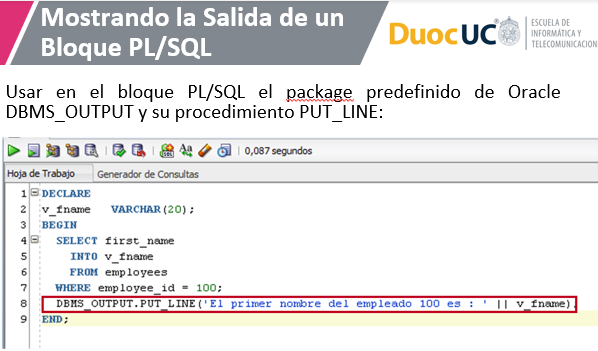 Mostrando la Salida de un
Bloque PL/SQL
DuocUC
ESCUELA DE
INFORMÁTICA Y
TELECOMUNICACION
Usar en el bloque PL/SQL el package predefinido de Oracle
DBMS_OUTPUT y su procedimiento PUT_LINE:
0,087 segundos
Hoja de Trabajo Generador de Consultas
1 DECLARE
2 v_fname VARCHAR(20);
3 BEGIN
4 SELECT first_name
5 INTO v_fname
6 FROM employees
7 WHERE employee_id = 100;
8 DBMS_OUTPUT.PUT_LINE('El primer nombre del empleado 100 es : ' || v_fname)
9 END;